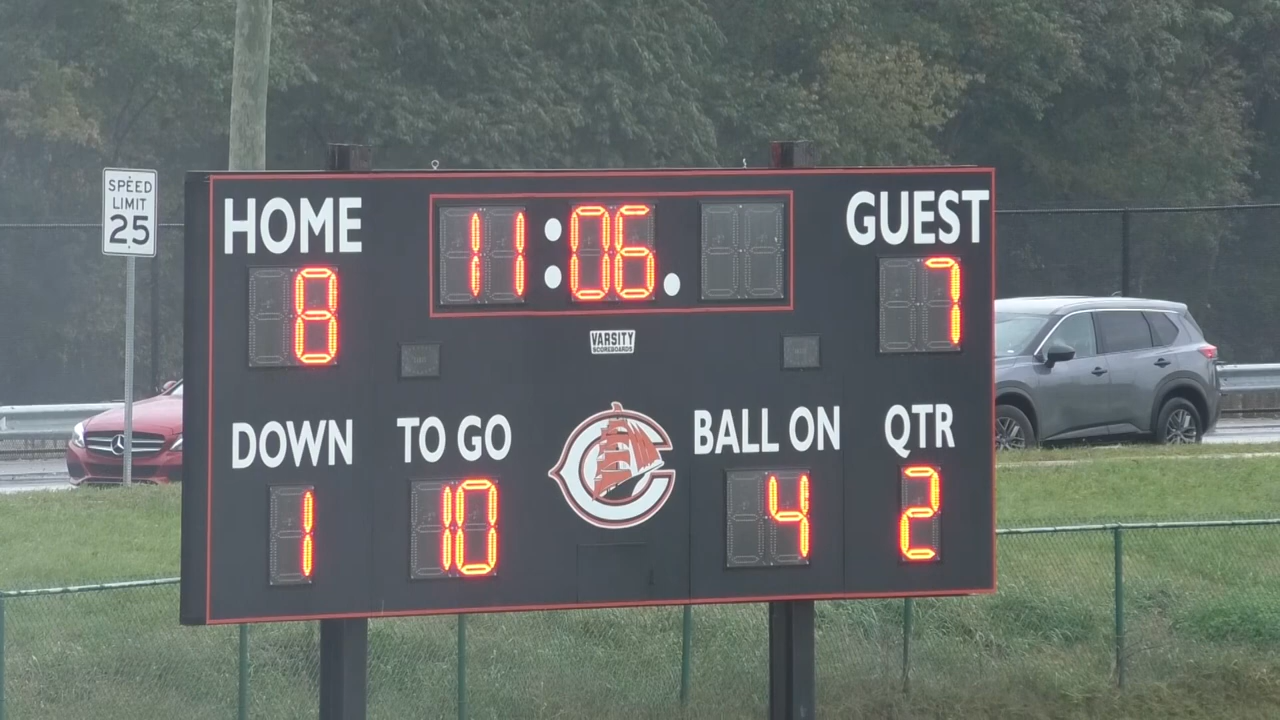 SPEED
LIMIT
25
HOME
11:06.
GUEST
8
7
VARSITY
SCOREBOARDS
DOWN
TO GO
BALL ON
QTR
1
10
4
2
C